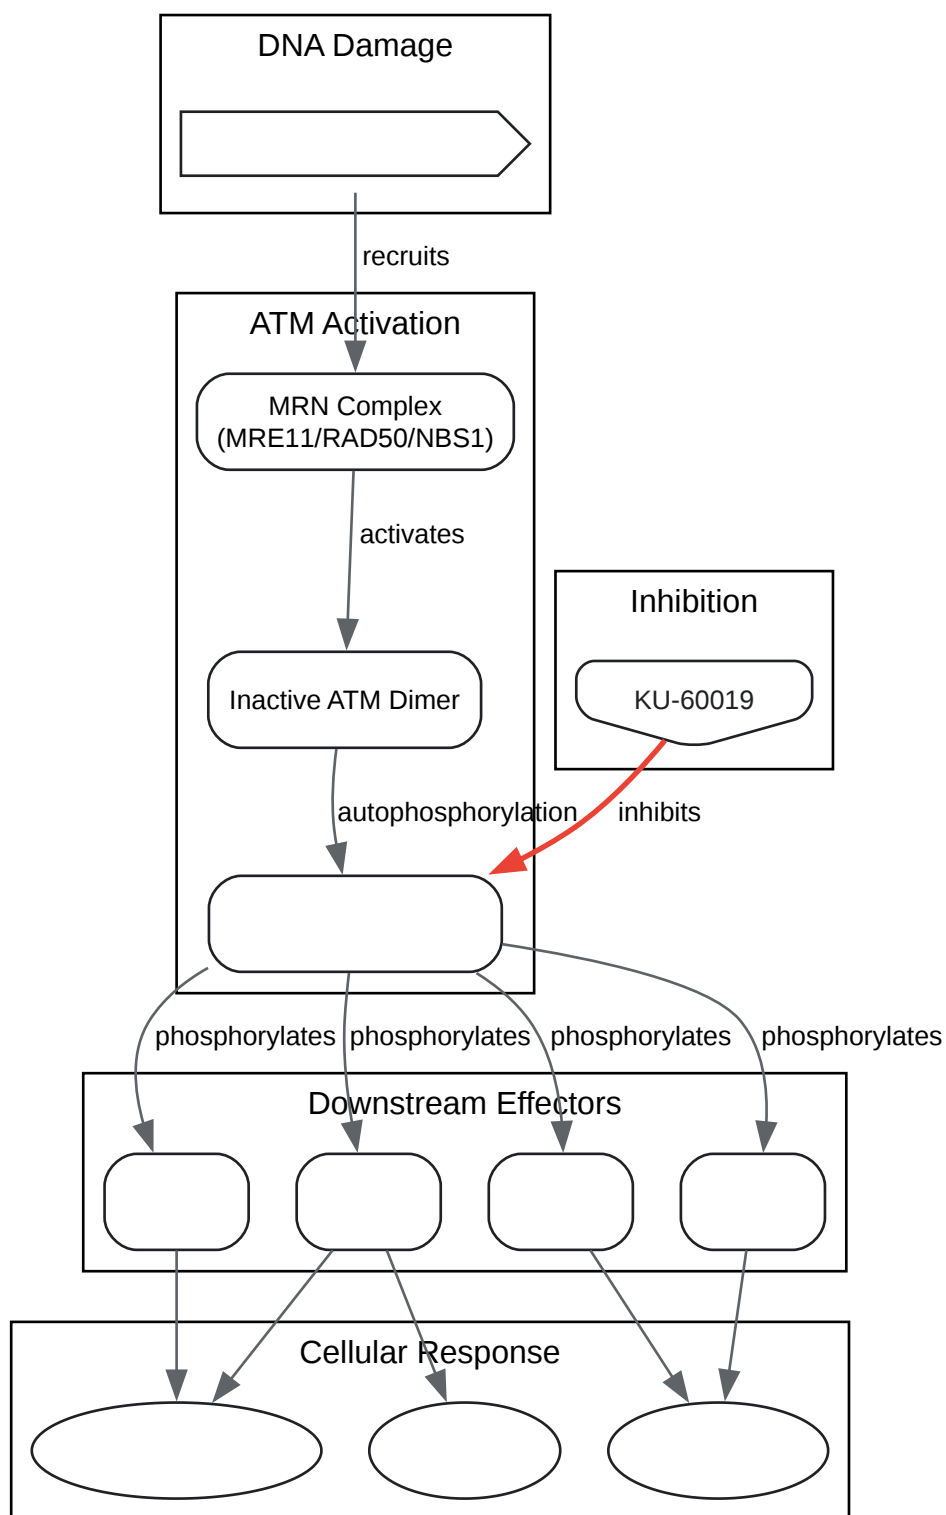 DNA Damage
recruits
ATM Activation
MRN Complex
(MRE11/RAD50/NBS1)
activates
Inhibition
Inactive ATM Dimer
KU-60019
autophosphorylation
inhibits
phosphorylates
phosphorylates
phosphorylates
phosphorylates
Downstream Effectors
Cellular Response